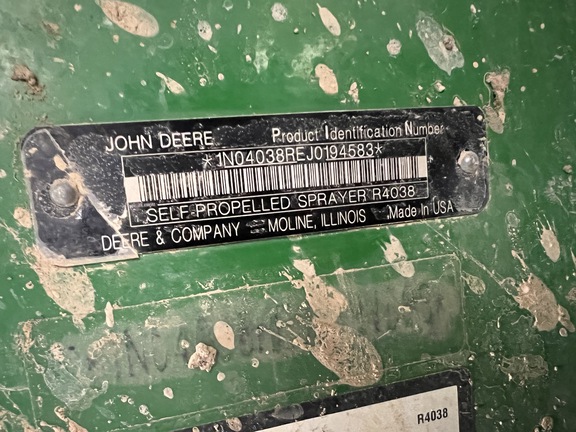 JOHN DEERE Product Identification Number
*1N04038REJ0194583*
SELF-PROPELLED SPRAYER R4038
DEERE & COMPANY MOLINE, ILLINOIS Made In USA
R4038